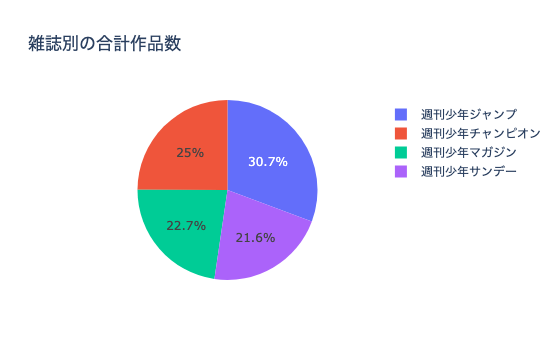 雑誌別の合計作品数
週刊少年ジャンプ
週刊少年チャンピオン
週刊少年マガジン
週刊少年サンデー
25%
30.7%
22.7%
21.6%